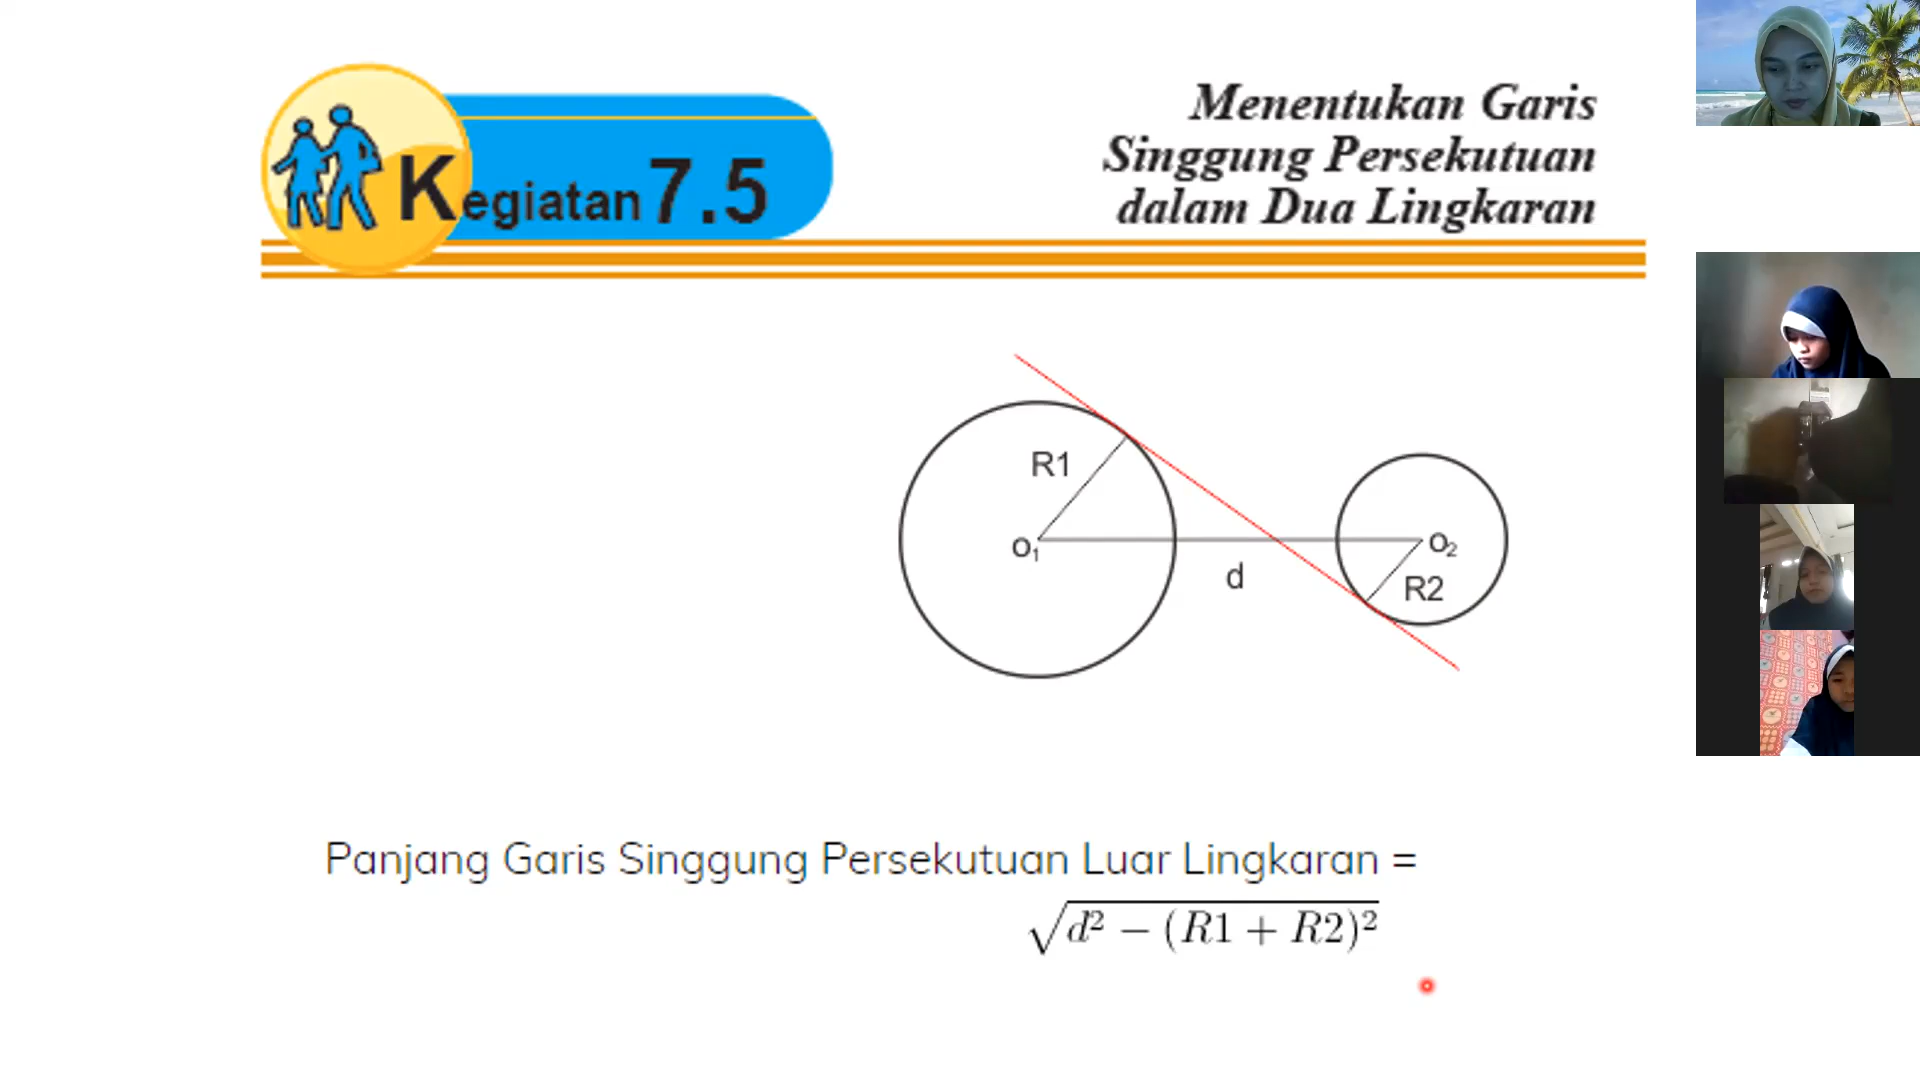 Kegiatan 7.5
Menentukan Garis
Singgung Persekutuan
dalam Dua Lingkaran
R1
O₁
O₂
d
R2
Panjang Garis Singgung Persekutuan Luar Lingkaran =
√(d² − (R1 + R2)²)